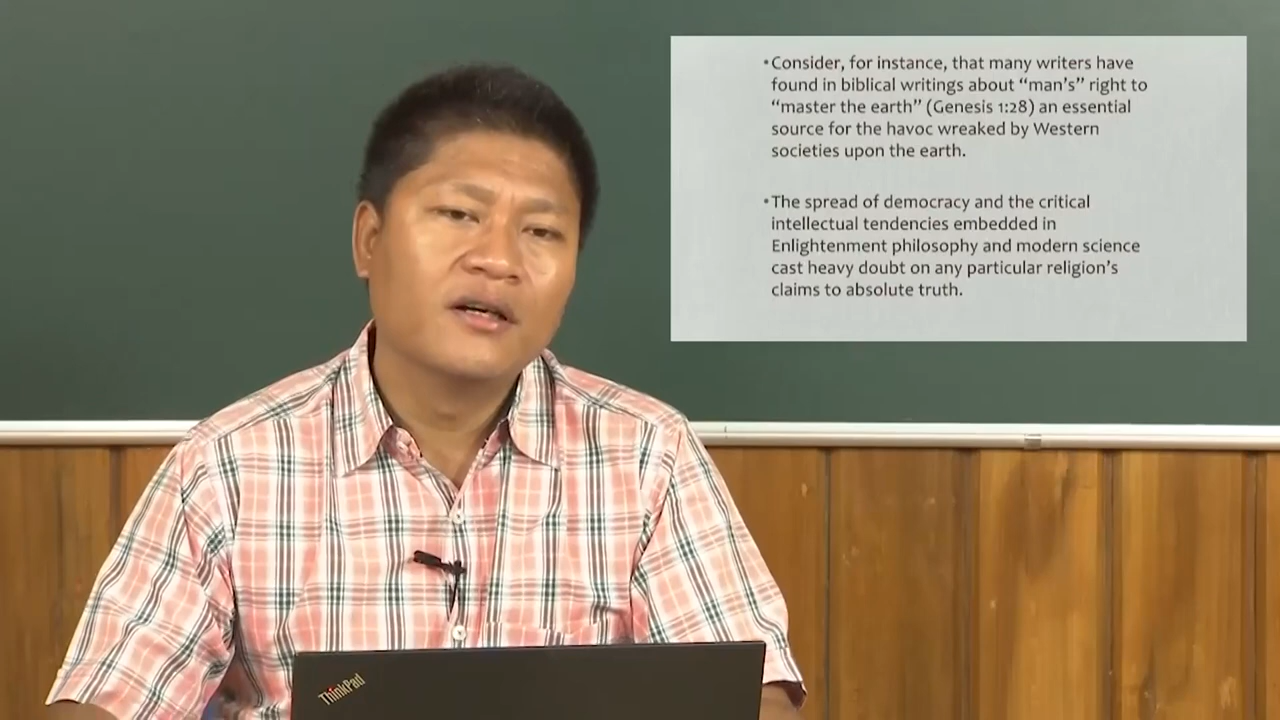 •Consider, for instance, that many writers have
found in biblical writings about “man’s” right to
“master the earth” (Genesis 1:28) an essential
source for the havoc wreaked by Western
societies upon the earth.
•The spread of democracy and the critical
intellectual tendencies embedded in
Enlightenment philosophy and modern science
cast heavy doubt on any particular religion’s
claims to absolute truth.
ThinkPad